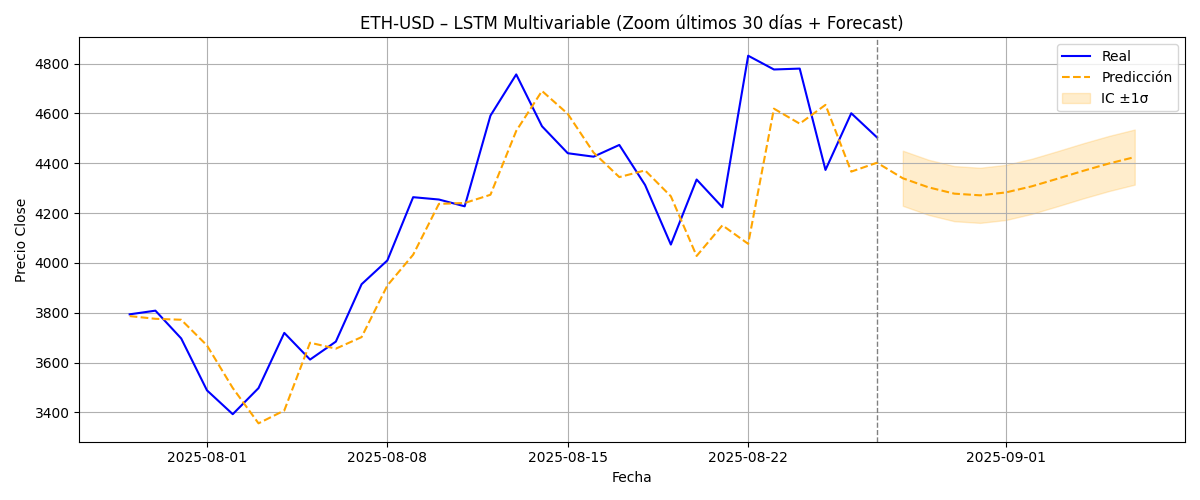 ETH-USD – LSTM Multivariable (Zoom últimos 30 días + Forecast)
Real
Predicción
IC ±1σ
Precio Close
4800
4600
4400
4200
4000
3800
3600
3400
2025-08-01
2025-08-08
2025-08-15
2025-08-22
2025-09-01
Fecha